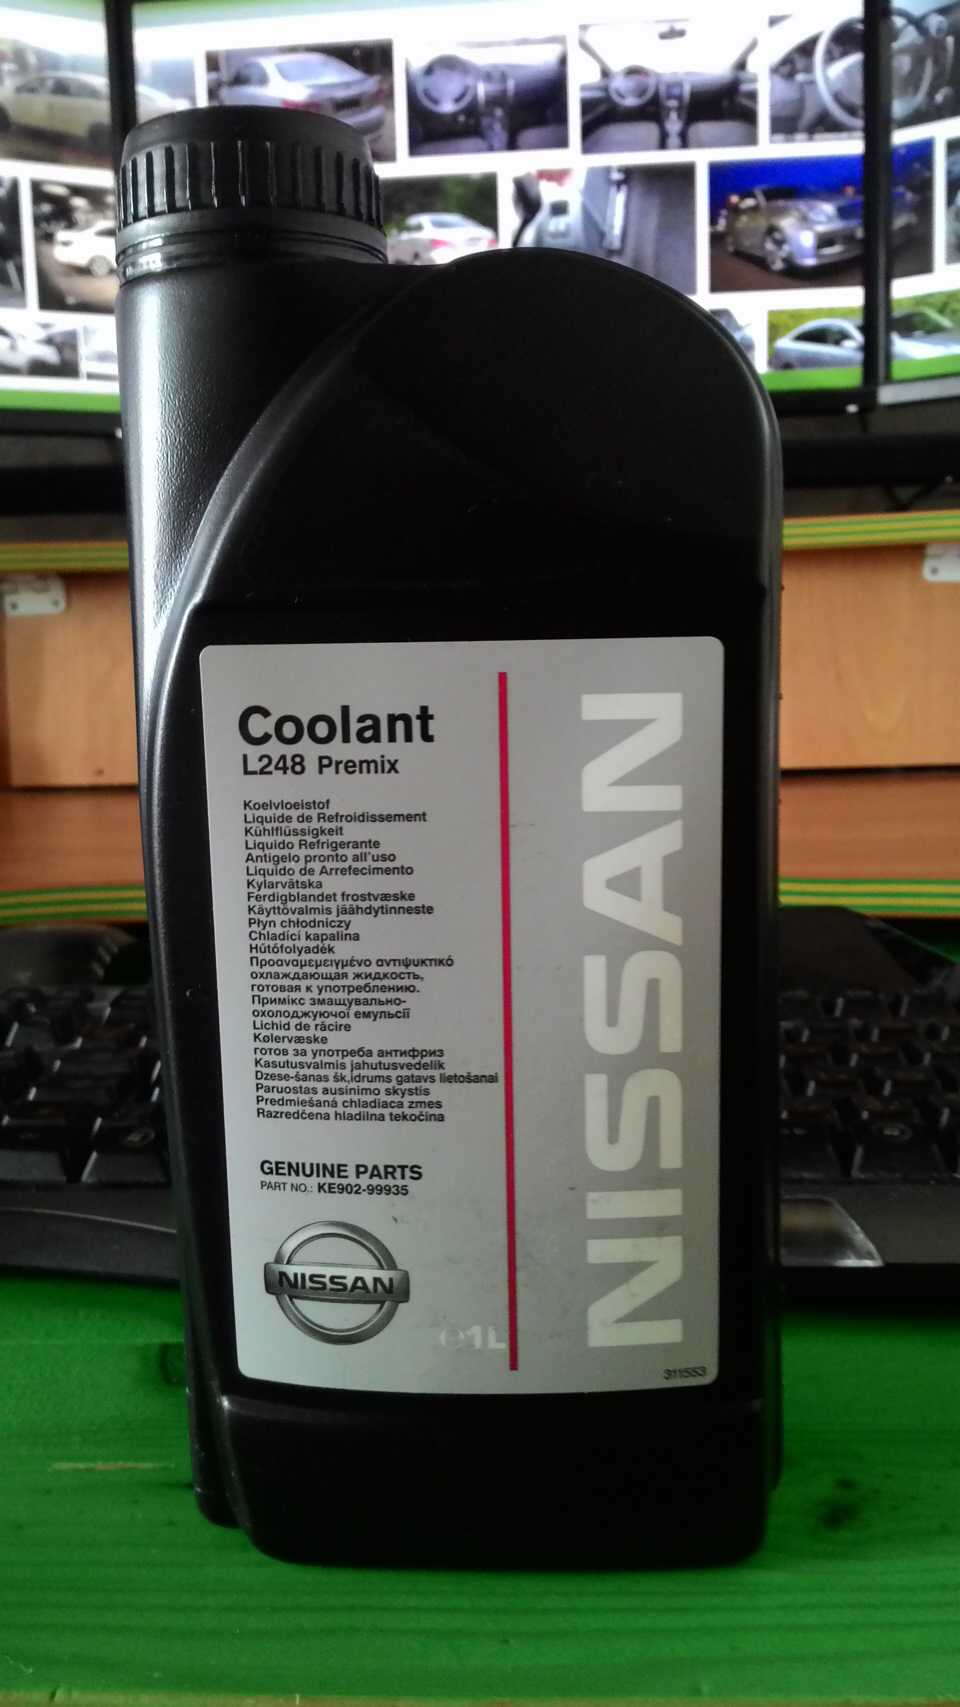 Coolant
L248 Premix
Koelvloeistof
Liquide de Refroidissement
Kühlflüssigkeit
Liquido Refrigerante
Antigelo pronto all'uso
Liquido de Arrefecimento
Kylarvätska
Ferdigblandet frostvæske
Käyttövalmis jäähdytinneste
Płyn chłodniczy
Chladicí kapalina
Hűtőfolyadék
Προαναμεμειγμένο αντιψυκτικό
охлаждающая жидкость,
готовая к употреблению.
Примікс змащувально-
охолоджуючої емульсії
Lichid de răcire
Kølervæske
готов за употреба антифриз
Kasutusvalmis jahutusvedelik
Dzese-šanas šķ,idrums gatavs lietošanai
Paruostas ausinimo skystis
Predmiešaná chladiaca zmes
Razredčena hladilna tekočina
GENUINE PARTS
PART NO.: KE902-99935
NISSAN
℮1L
NISSAN
311553